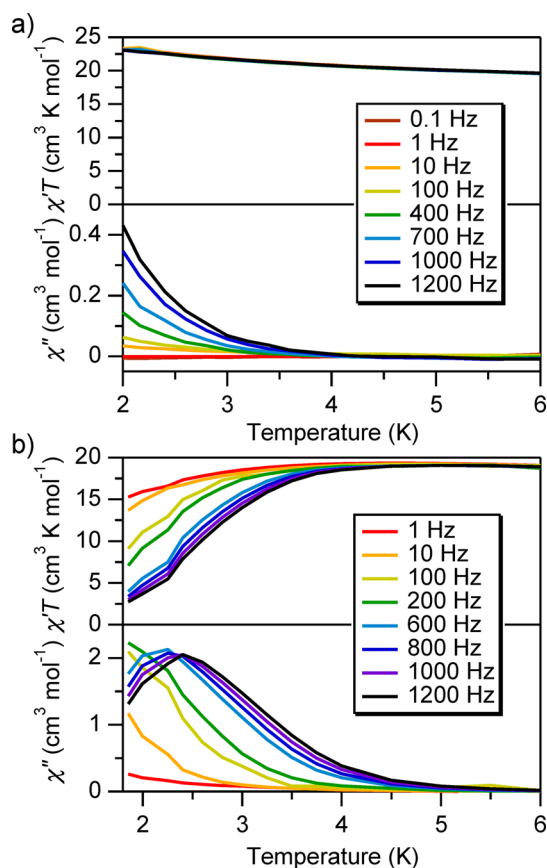 a)
25
20
15
10
5
0
χ'T (cm³ K mol⁻¹)
0.1 Hz
1 Hz
10 Hz
100 Hz
400 Hz
700 Hz
1000 Hz
1200 Hz
0.4
0.2
0
χ″ (cm³ mol⁻¹)
2 3 4 5 6
Temperature (K)
b)
20
15
10
5
0
χ'T (cm³ K mol⁻¹)
1 Hz
10 Hz
100 Hz
200 Hz
600 Hz
800 Hz
1000 Hz
1200 Hz
2
1
0
χ″ (cm³ mol⁻¹)
2 3 4 5 6
Temperature (K)